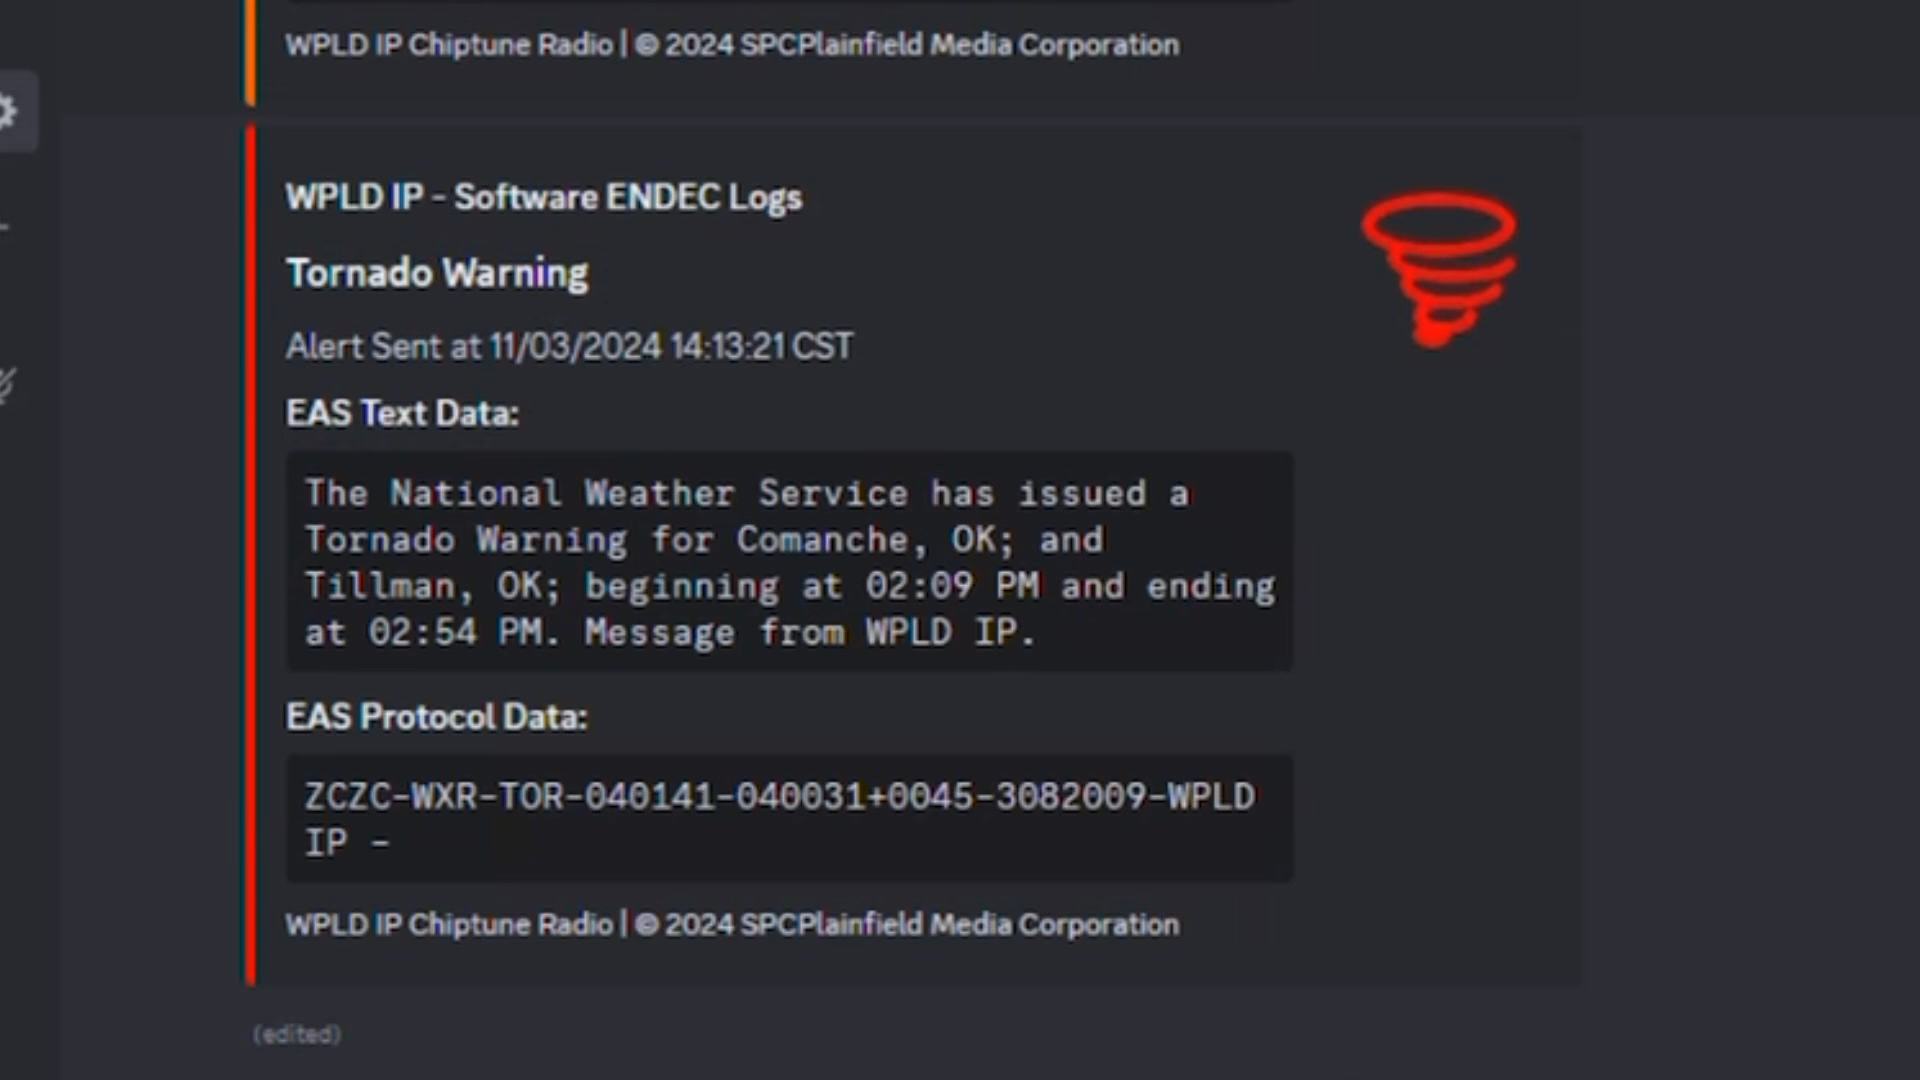 WPLD IP Chiptune Radio | © 2024 SPCPlainfield Media Corporation
WPLD IP - Software ENDEC Logs
Tornado Warning
Alert Sent at 11/03/2024 14:13:21 CST
EAS Text Data:
The National Weather Service has issued a
Tornado Warning for Comanche, OK; and
Tillman, OK; beginning at 02:09 PM and ending
at 02:54 PM. Message from WPLD IP.
EAS Protocol Data:
ZCZC-WXR-TOR-040141-040031+0045-3082009-WPLD
IP -
WPLD IP Chiptune Radio | © 2024 SPCPlainfield Media Corporation
(edited)